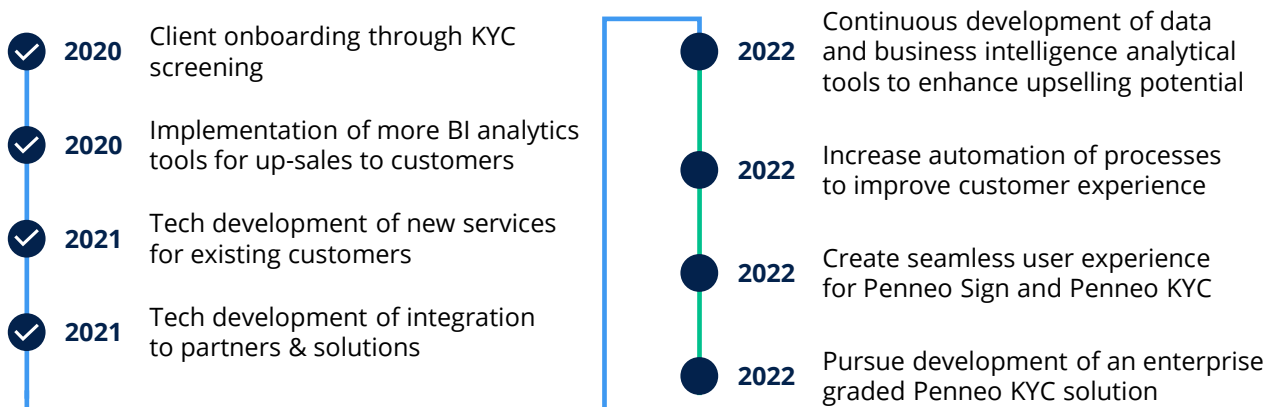 2020 Client onboarding through KYC
screening
2020 Implementation of more BI analytics
tools for up-sales to customers
2021 Tech development of new services
for existing customers
2021 Tech development of integration
to partners & solutions
2022 Continuous development of data
and business intelligence analytical
tools to enhance upselling potential
2022 Increase automation of processes
to improve customer experience
2022 Create seamless user experience
for Penneo Sign and Penneo KYC
2022 Pursue development of an enterprise
graded Penneo KYC solution